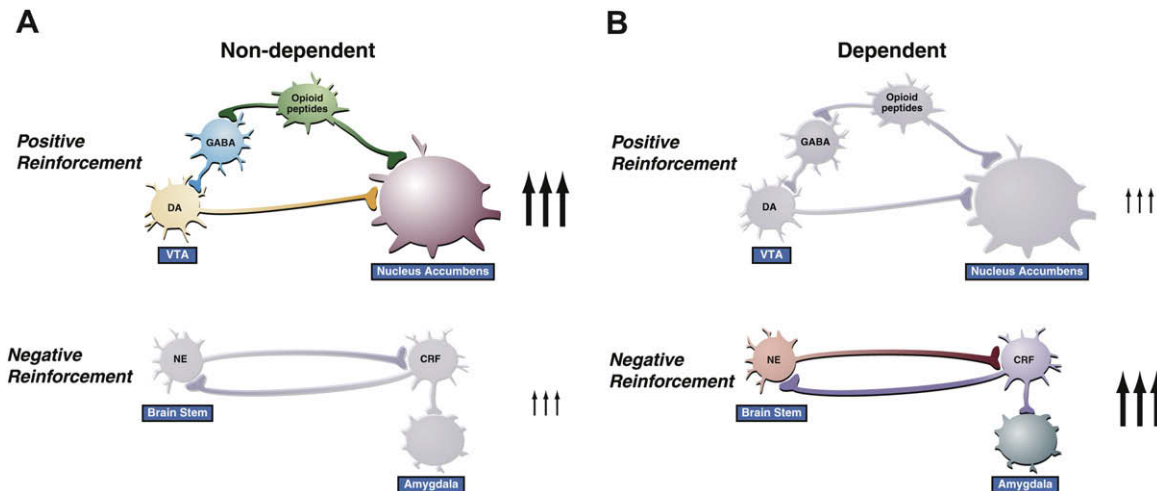 A
Non-dependent
Opioid
peptides
GABA
Positive
Reinforcement
DA
VTA
Nucleus Accumbens
Negative
Reinforcement
NE
CRF
Brain Stem
Amygdala
B
Dependent
Opioid
peptides
GABA
Positive
Reinforcement
DA
VTA
Nucleus Accumbens
Negative
Reinforcement
NE
CRF
Brain Stem
Amygdala